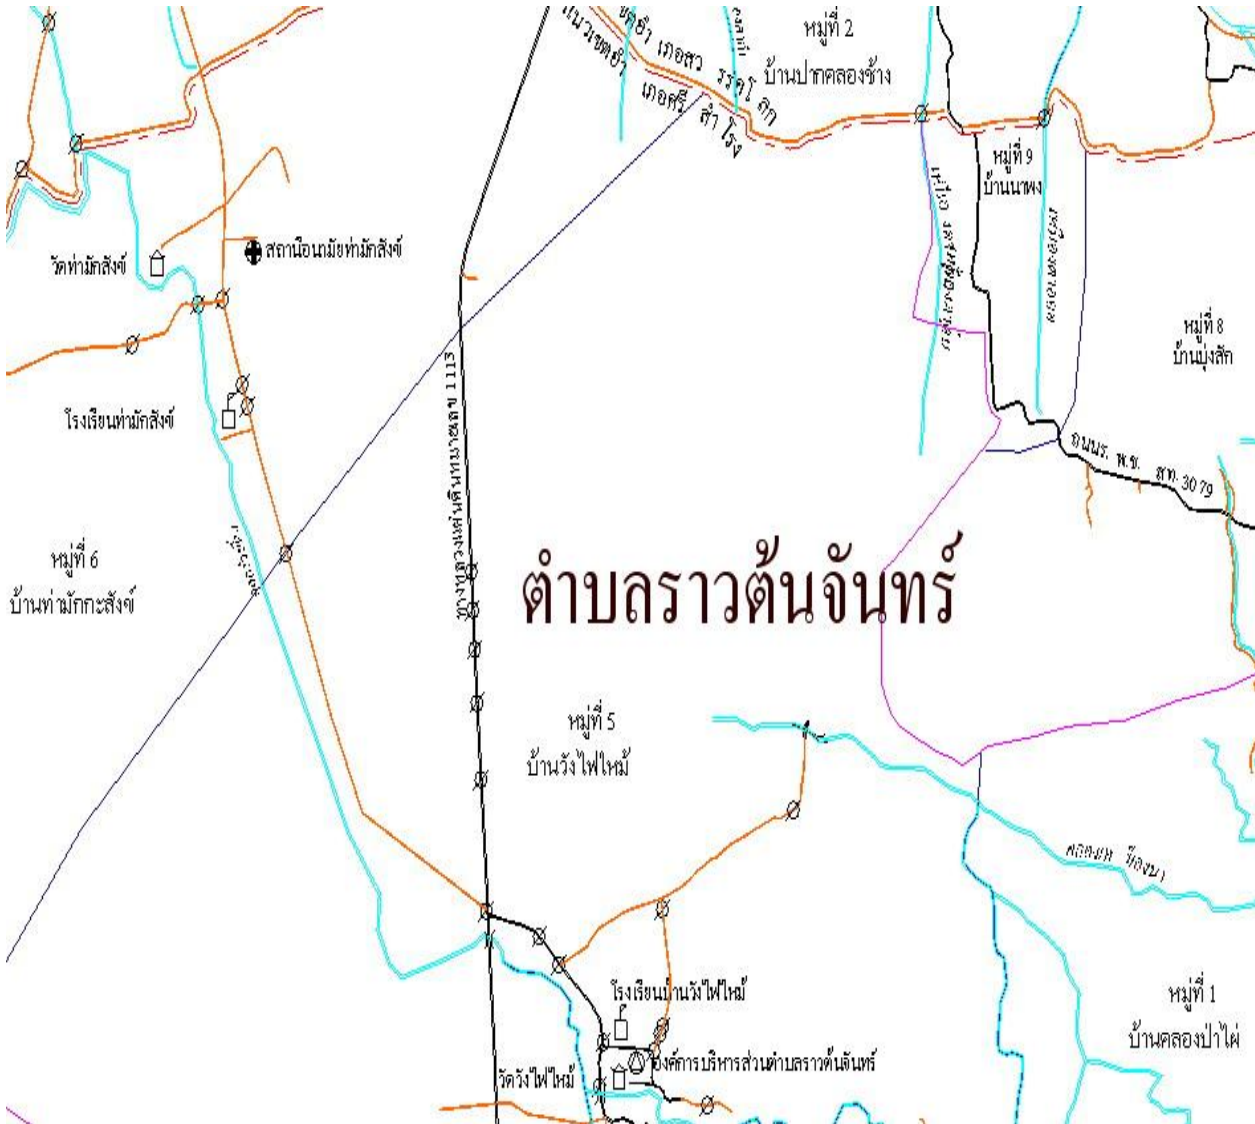 หมู่ที่ 2
บ้านปากคลองช้าง
หมู่ที่ 9
บ้านนาพง
วัดท่ามักสังข์
สถานีอนามัยท่ามักสังข์
หมู่ที่ 8
บ้านบุ่งสัก
โรงเรียนท่ามักสังข์
ทางหลวงแผ่นดินหมายเลข 1113
ถนนร. พ.ช. สท. 3079
หมู่ที่ 6
บ้านท่ามักกะสังข์
ตำบลราวต้นจันทร์
หมู่ที่ 5
บ้านวังไฟไหม้
หมู่ที่ 1
บ้านคลองป่าไผ่
โรงเรียนบ้านวังไฟไหม้
องค์การบริหารส่วนตำบลราวต้นจันทร์
วัดวังไฟไหม้